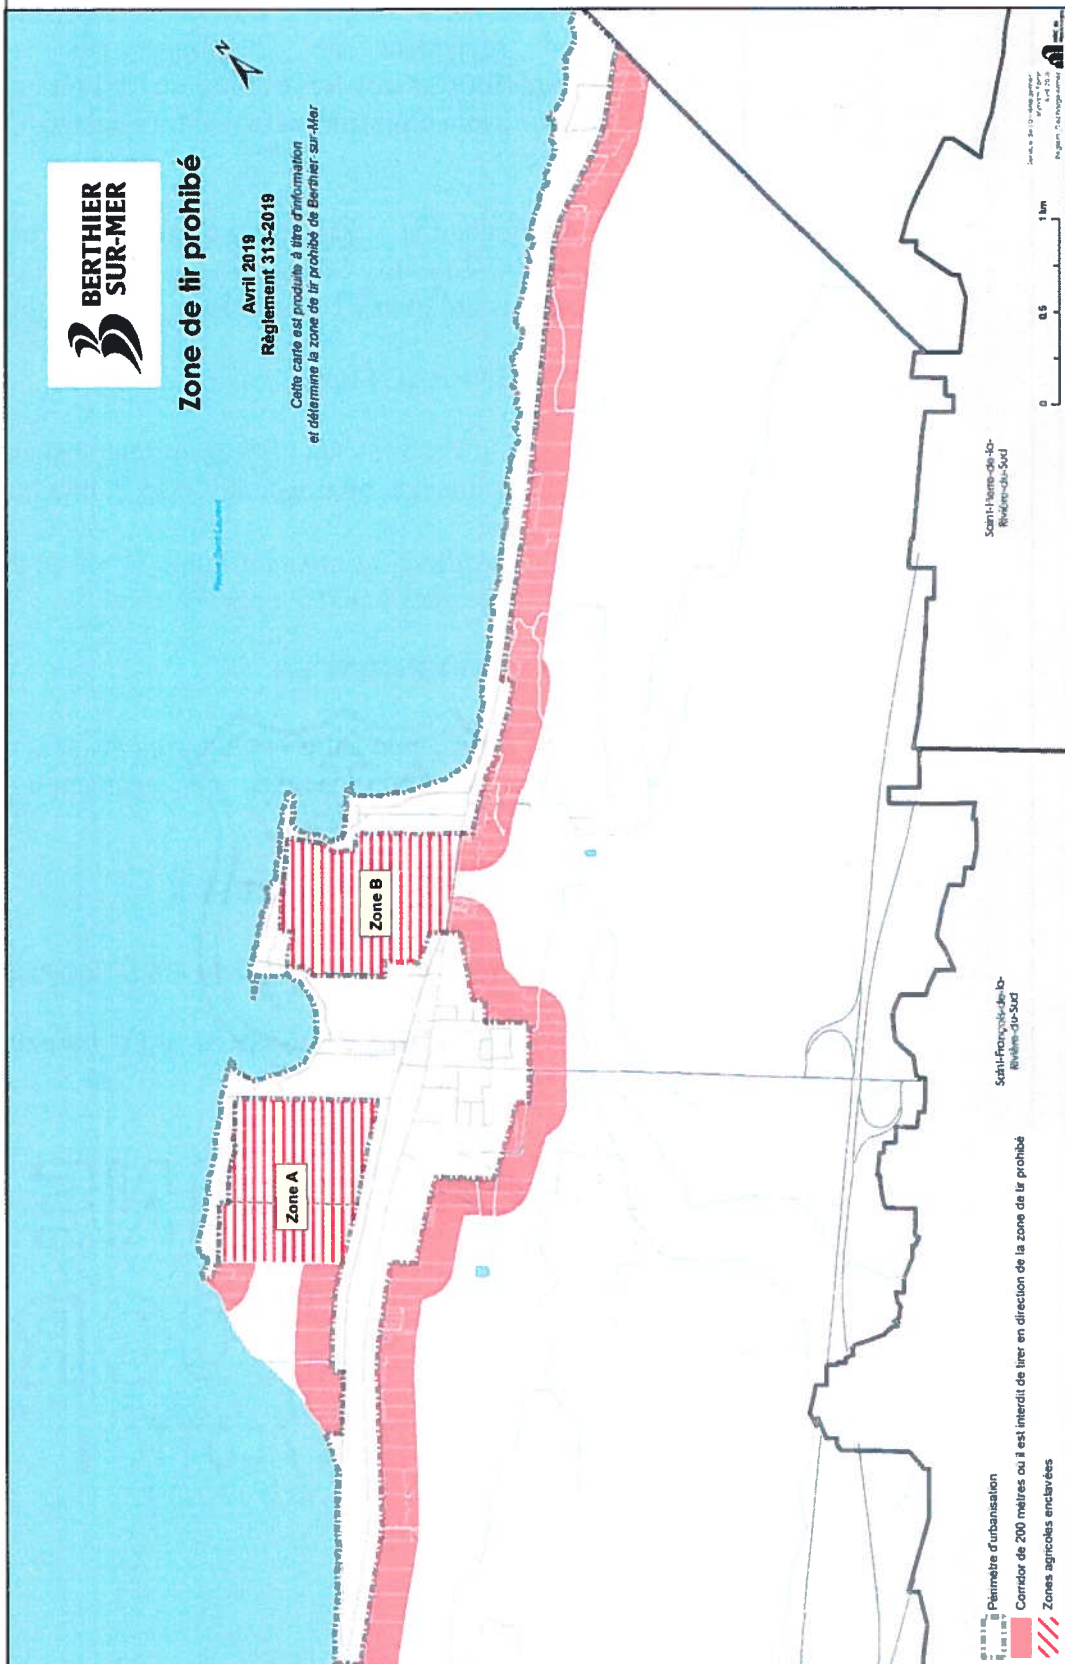 BERTHIER
SUR-MER
Zone de tir prohibé
Avril 2019
Règlement 313-2019
Cette carte est produite à titre d'information
et détermine la zone de tir prohibé de Berthier-sur-Mer
N
Fleuve Saint-Laurent
Zone A
Zone B
Saint-François-de-la-
Rivière-du-Sud
Saint-Pierre-de-la-
Rivière-du-Sud
Périmètre d'urbanisation
Corridor de 200 mètres où il est interdit de tirer en direction de la zone de tir prohibé
Zones agricoles enclavées
0 0.5 1 km